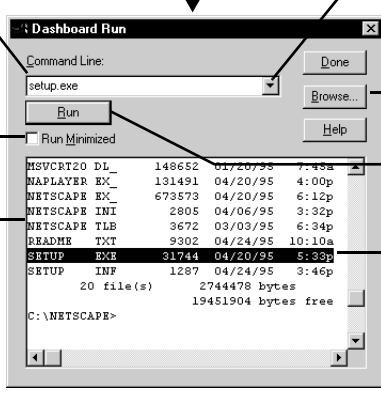 Dashboard Run
Command Line:
Done
setup.exe
Browse...
Run
Help
Run Minimized
MSVCRT20 DL_ 148652 01/20/95 7:45a
NAPLAYER EX_ 131491 04/20/95 4:00p
NETSCAPE EX_ 673573 04/20/95 6:12p
NETSCAPE INI 2805 04/06/95 3:32p
NETSCAPE TLB 3672 03/03/95 6:34p
README TXT 9302 04/24/95 10:10a
SETUP EXE 31744 04/20/95 5:33p
SETUP INF 1287 04/24/95 3:46p
20 file(s) 2744478 bytes
19451904 bytes free
C:\NETSCAPE>